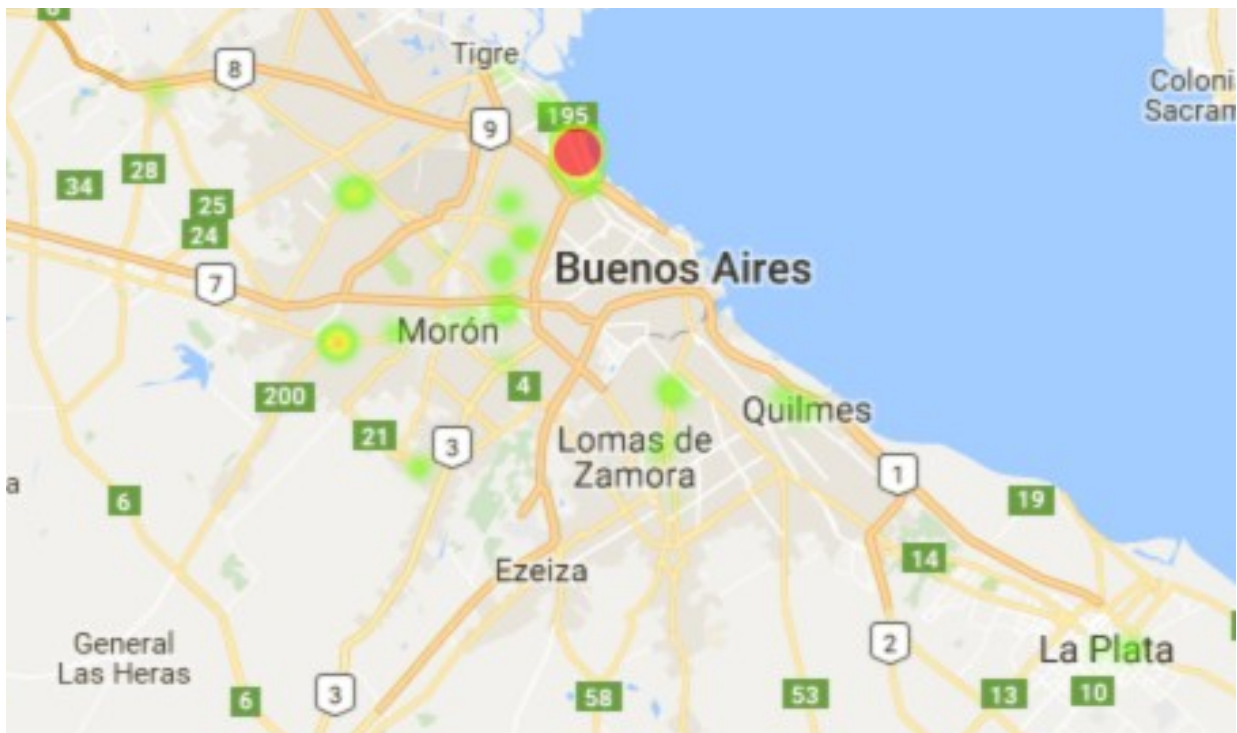 Tigre
8
Coloni
Sacram
195
9
28
34
25
24
Buenos Aires
7
Morón
4
200
Quilmes
21
3
Lomas de
Zamora
1
a
6
19
14
Ezeiza
General
Las Heras
2
La Plata
6
3
58
53
13
10